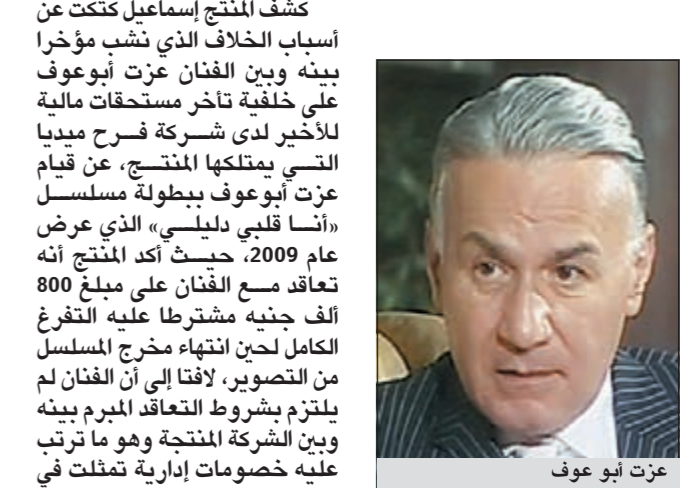 كشف المنتج إسماعيل كتكت عن
أسباب الخلاف الذي نشب مؤخرا
بينه وبين الفنان عزت أبوعوف
على خلفية تأخر مستحقات مالية
للأخير لدى شركة فرح ميديا
التي يمتلكها المنتج، عن قيام
عزت أبوعوف ببطولة مسلسل
«أنا قلبي دليلي» الذي عرض
عام 2009، حيث أكد المنتج أنه
تعاقد مع الفنان على مبلغ 800
ألف جنيه مشترطا عليه التفرغ
الكامل لحين انتهاء مخرج المسلسل
من التصوير، لافتا إلى أن الفنان لم
يلتزم بشروط التعاقد المبرم بينه
وبين الشركة المنتجة وهو ما ترتب
عليه خصومات إدارية تمثلت في
عزت أبو عوف